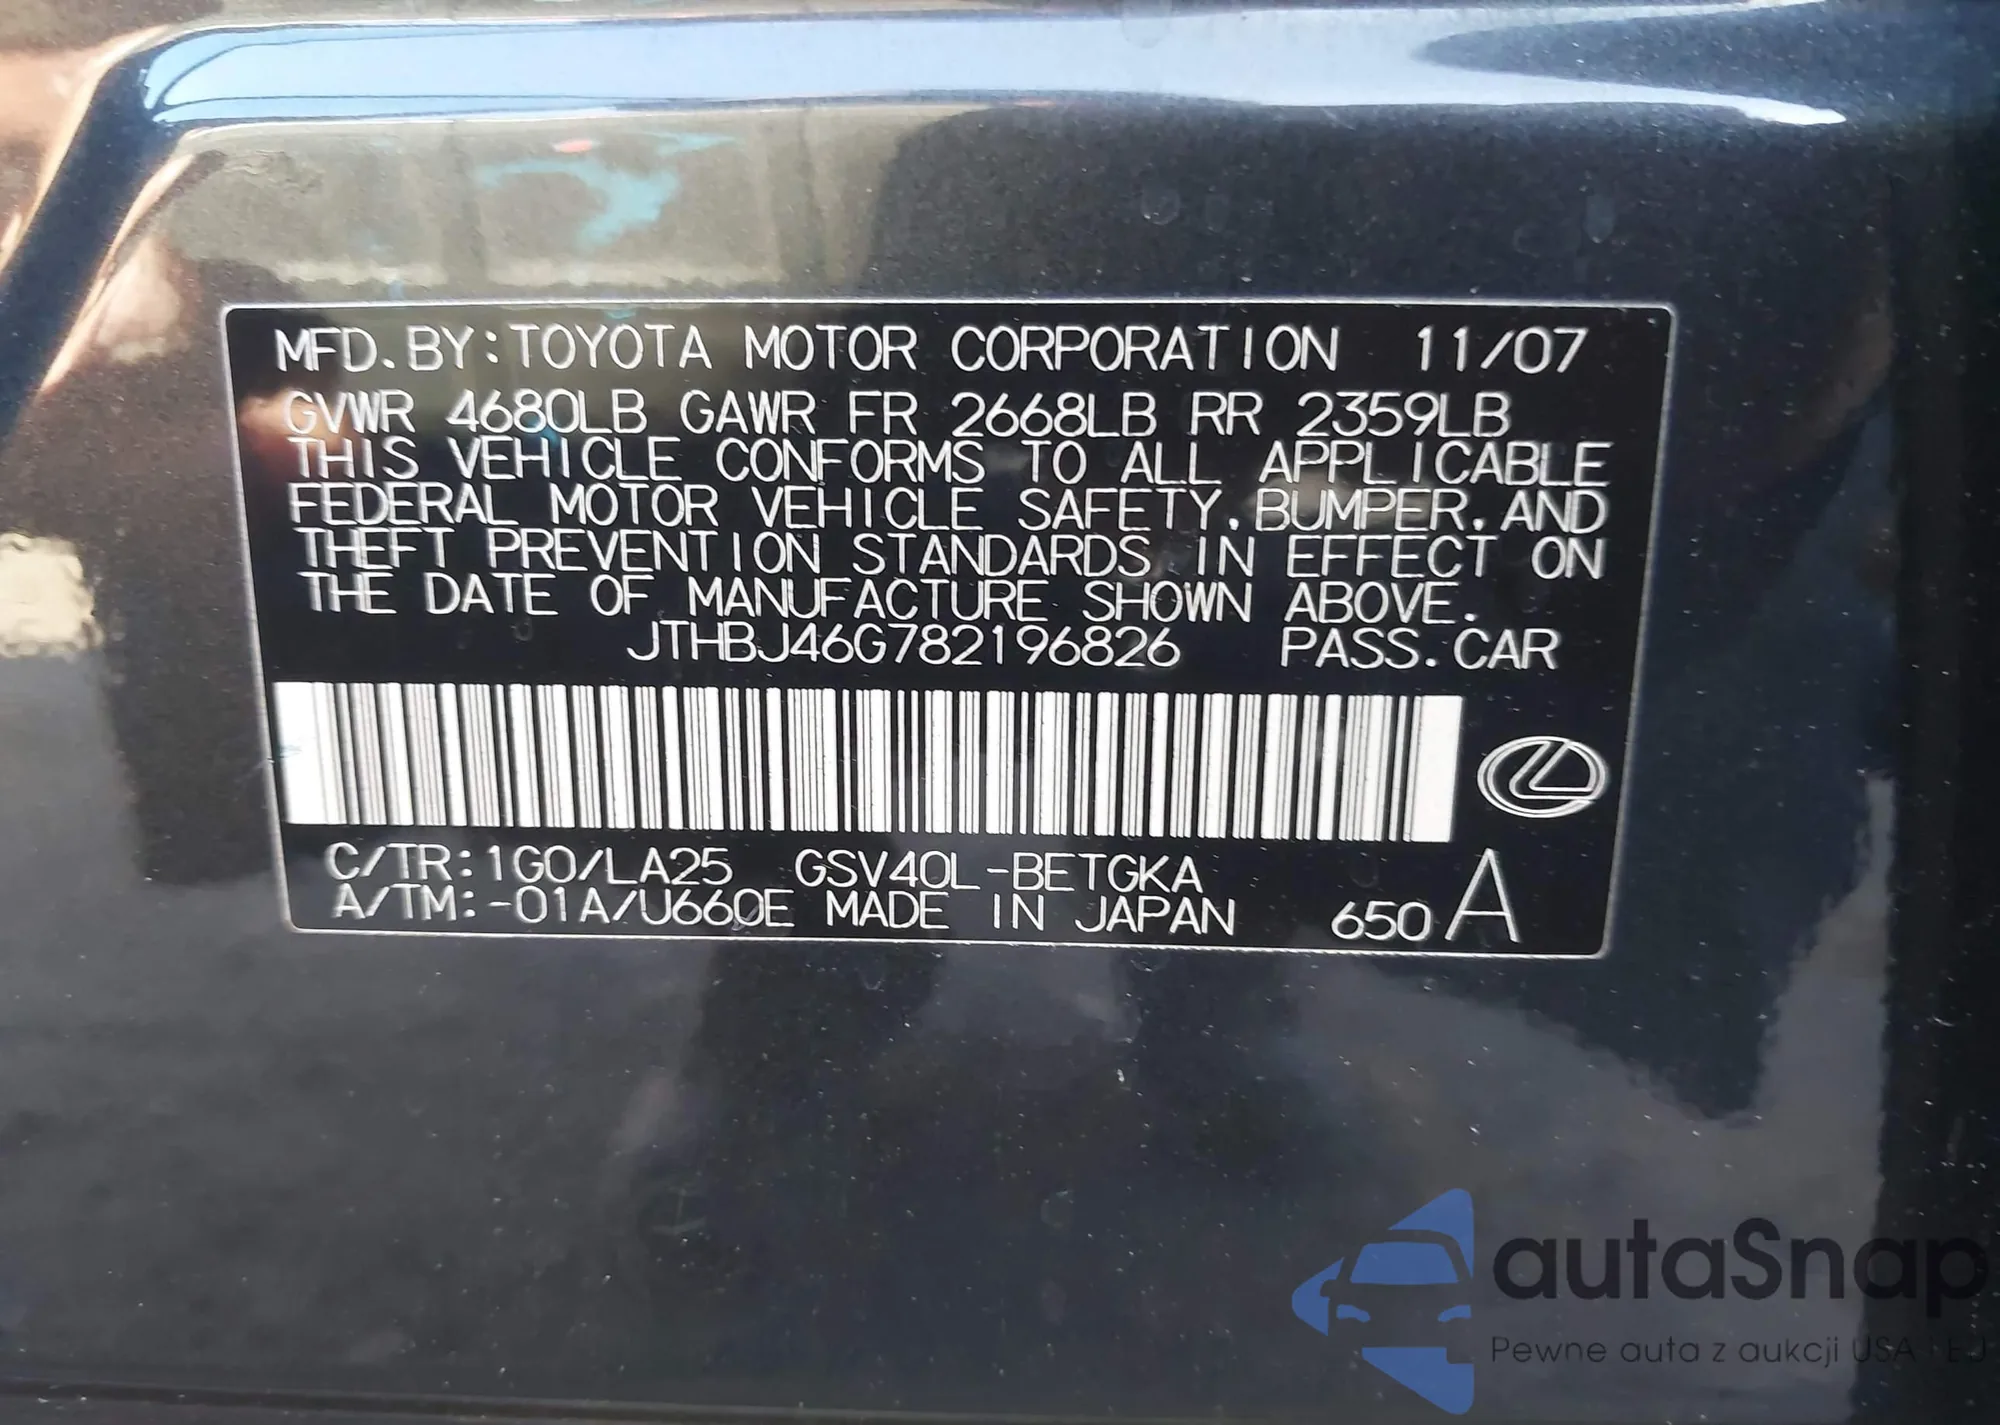 MFD. BY: TOYOTA MOTOR CORPORATION 11/07
GVWR 4680LB GAWR FR 2668LB RR 2359LB
THIS VEHICLE CONFORMS TO ALL APPLICABLE
FEDERAL MOTOR VEHICLE SAFETY, BUMPER, AND
THEFT PREVENTION STANDARDS IN EFFECT ON
THE DATE OF MANUFACTURE SHOWN ABOVE.
JTHBJ46G782196826 PASS. CAR
C/TR: 1G0/LA25 GSV40L-BETGKA
A/TM: -01A/U660E MADE IN JAPAN 650 A
autaSnap
Pewne auta z aukcji USA i EU